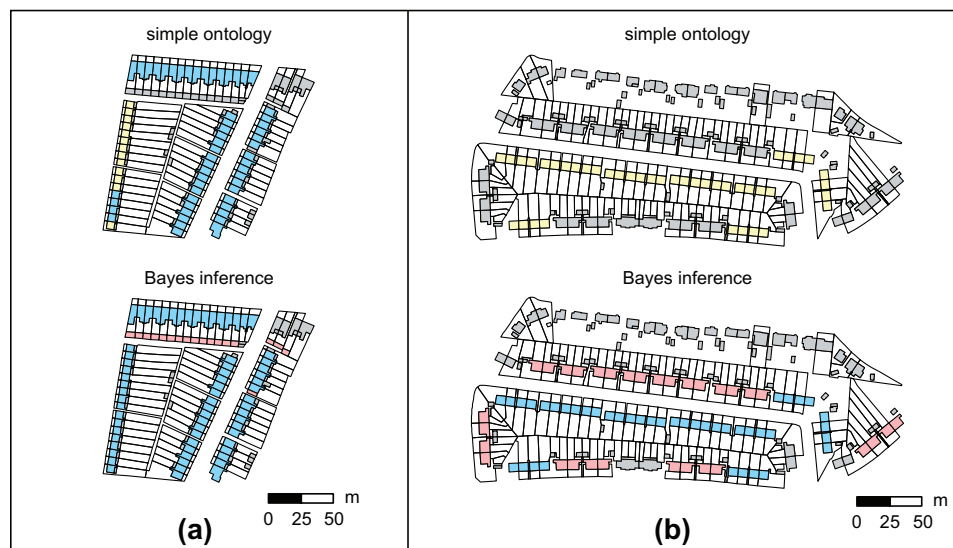 simple ontology
simple ontology
Bayes inference
Bayes inference
m
0 25 50
m
0 25 50
(a)
(b)